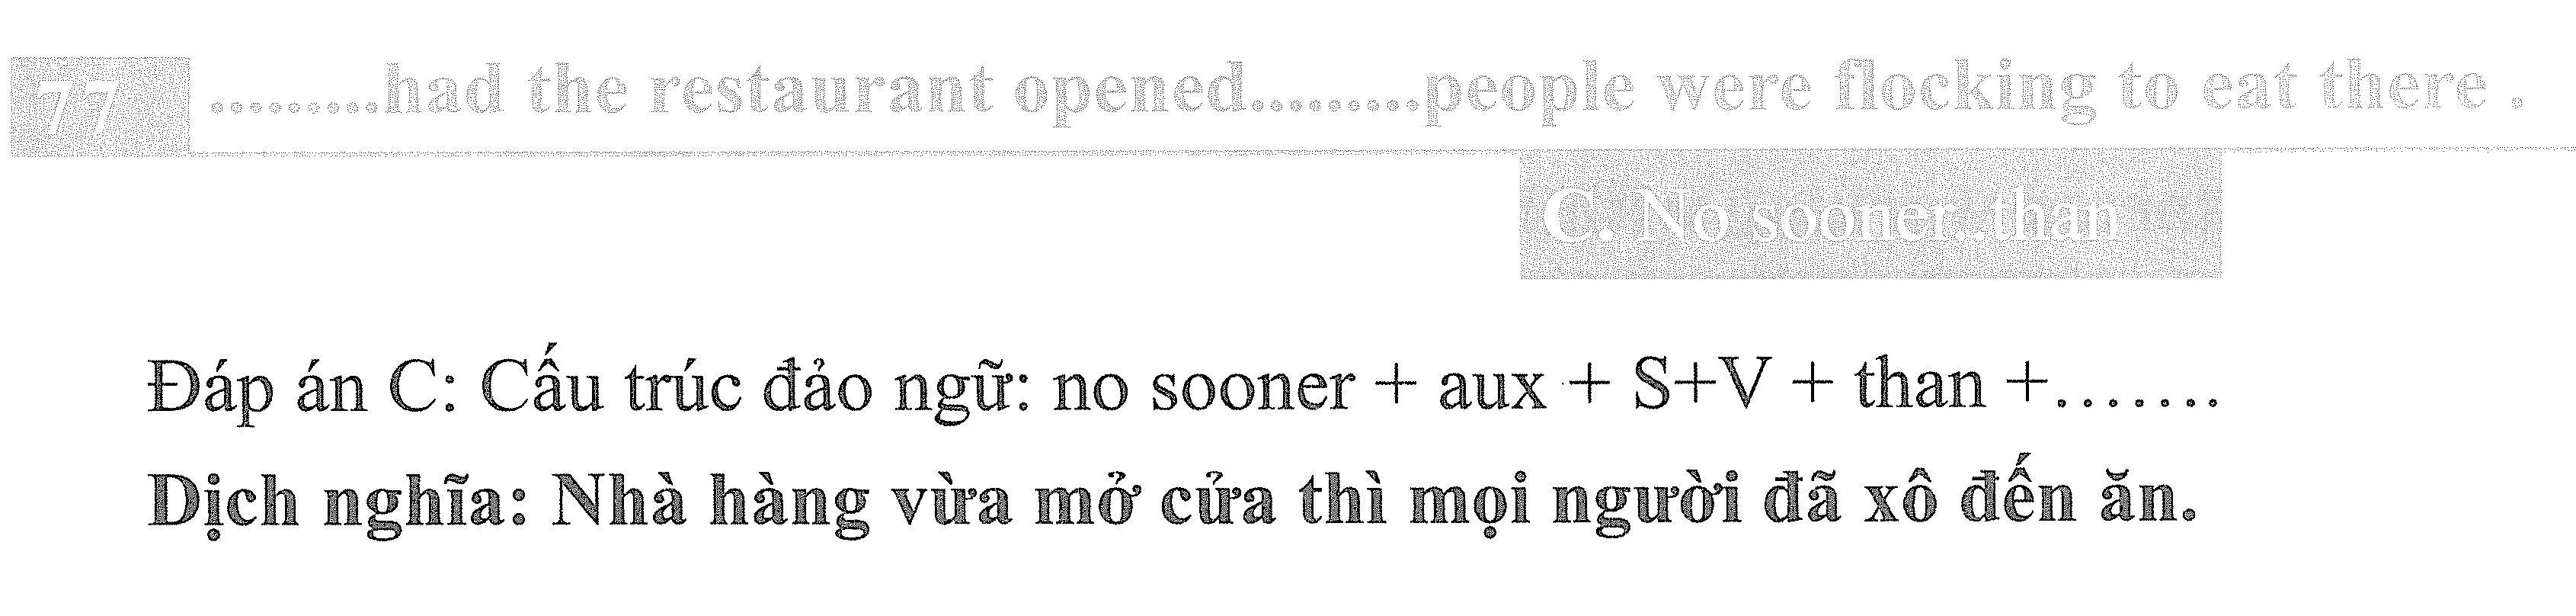 77 .........had the restaurant opened.........people were flocking to eat there .
C. No sooner..than
Đáp án C: Cấu trúc đảo ngữ: no sooner + aux + S+V + than +.......
Dịch nghĩa: Nhà hàng vừa mở cửa thì mọi người đã xô đến ăn.